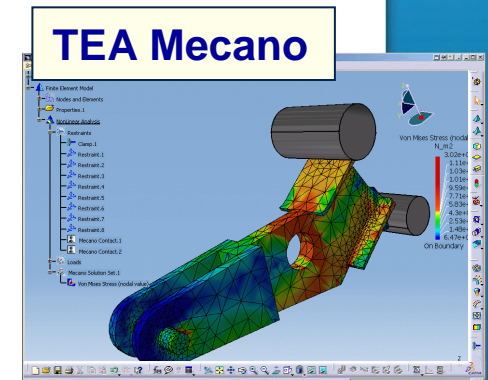 TEA Mecano
Finite Element Model
Nodes and Elements
Properties.1
Nonlinear Analysis
Restraints
Clamp.1
Restraint.1
Restraint.2
Restraint.3
Restraint.4
Restraint.5
Restraint.6
Restraint.7
Restraint.8
Mecano Contact.1
Mecano Contact.2
Loads
Mecano Solution Set.1
Von Mises Stress (nodal value)
Von Mises Stress (nodal
N_m2
On Boundary